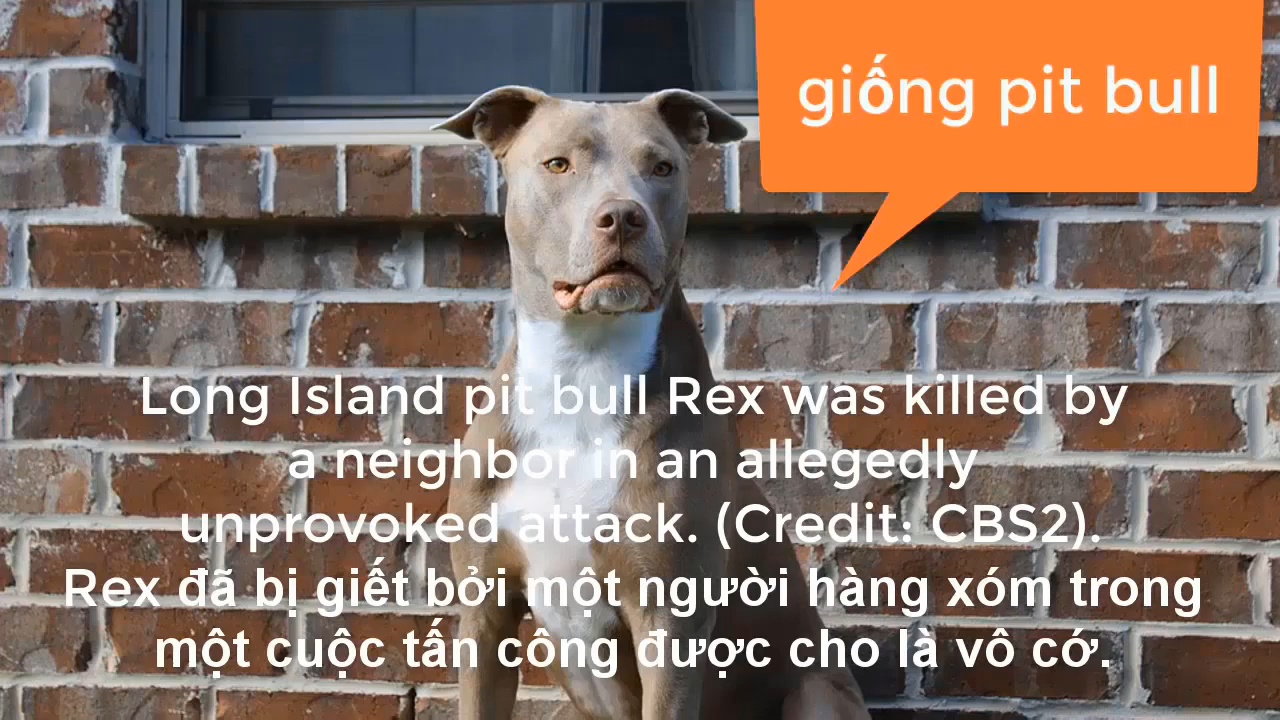 giống pit bull
Long Island pit bull Rex was killed by
a neighbor in an allegedly
unprovoked attack. (Credit: CBS2).
Rex đã bị giết bởi một người hàng xóm trong
một cuộc tấn công được cho là vô cớ.